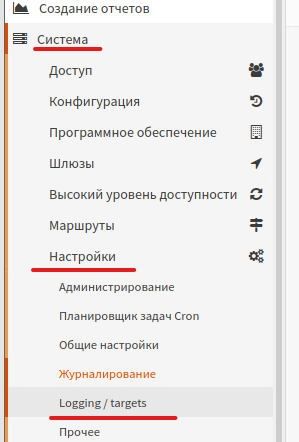 Создание отчетов
Система
Доступ
Конфигурация
Программное обеспечение
Шлюзы
Высокий уровень доступности
Маршруты
Настройки
Администрирование
Планировщик задач Cron
Общие настройки
Журналирование
Logging / targets
Прочее